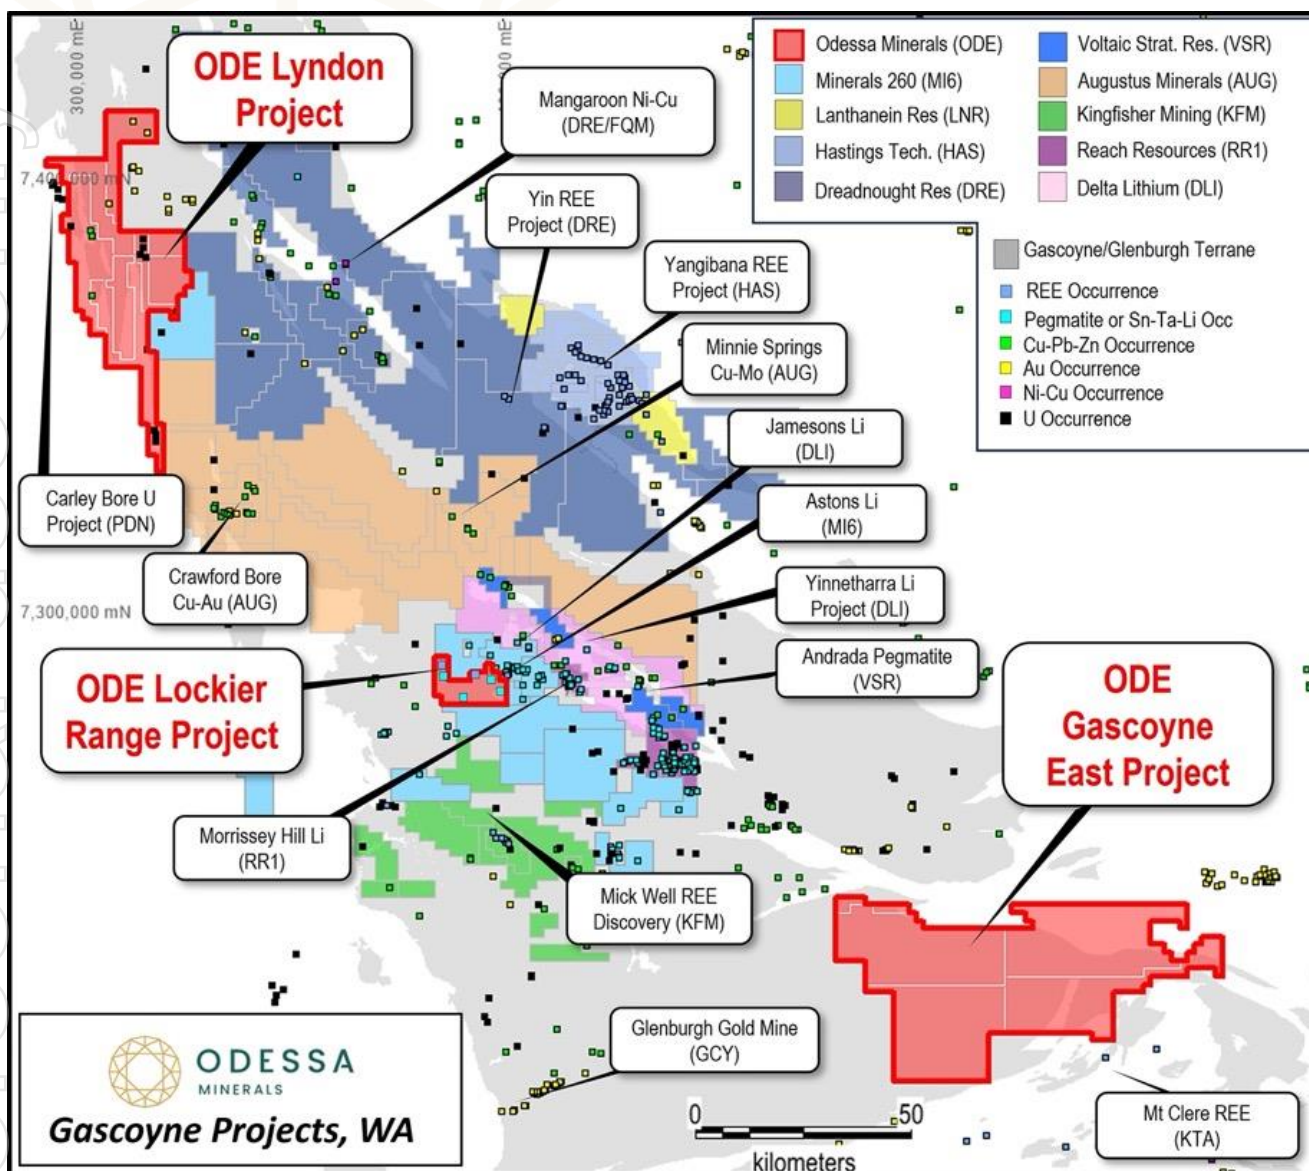 300,000 mE
mE
7,400,000 mN
7,300,000 mN
ODE Lyndon
Project
Mangaroon Ni-Cu
(DRE/FQM)
Yin REE
Project (DRE)
Yangibana REE
Project (HAS)
Minnie Springs
Cu-Mo (AUG)
Jamesons Li
(DLI)
Astons Li
(MI6)
Yinnetharra Li
Project (DLI)
Andrada Pegmatite
(VSR)
Carley Bore U
Project (PDN)
Crawford Bore
Cu-Au (AUG)
ODE Lockier
Range Project
ODE
Gascoyne
East Project
Morrissey Hill Li
(RR1)
Mick Well REE
Discovery (KFM)
Glenburgh Gold Mine
(GCY)
Mt Clere REE
(KTA)
Odessa Minerals (ODE)
Minerals 260 (MI6)
Lanthanein Res (LNR)
Hastings Tech. (HAS)
Dreadnought Res (DRE)
Voltaic Strat. Res. (VSR)
Augustus Minerals (AUG)
Kingfisher Mining (KFM)
Reach Resources (RR1)
Delta Lithium (DLI)
Gascoyne/Glenburgh Terrane
REE Occurrence
Pegmatite or Sn-Ta-Li Occ
Cu-Pb-Zn Occurrence
Au Occurrence
Ni-Cu Occurrence
U Occurrence
ODESSA
MINERALS
Gascoyne Projects, WA
0 50
kilometers